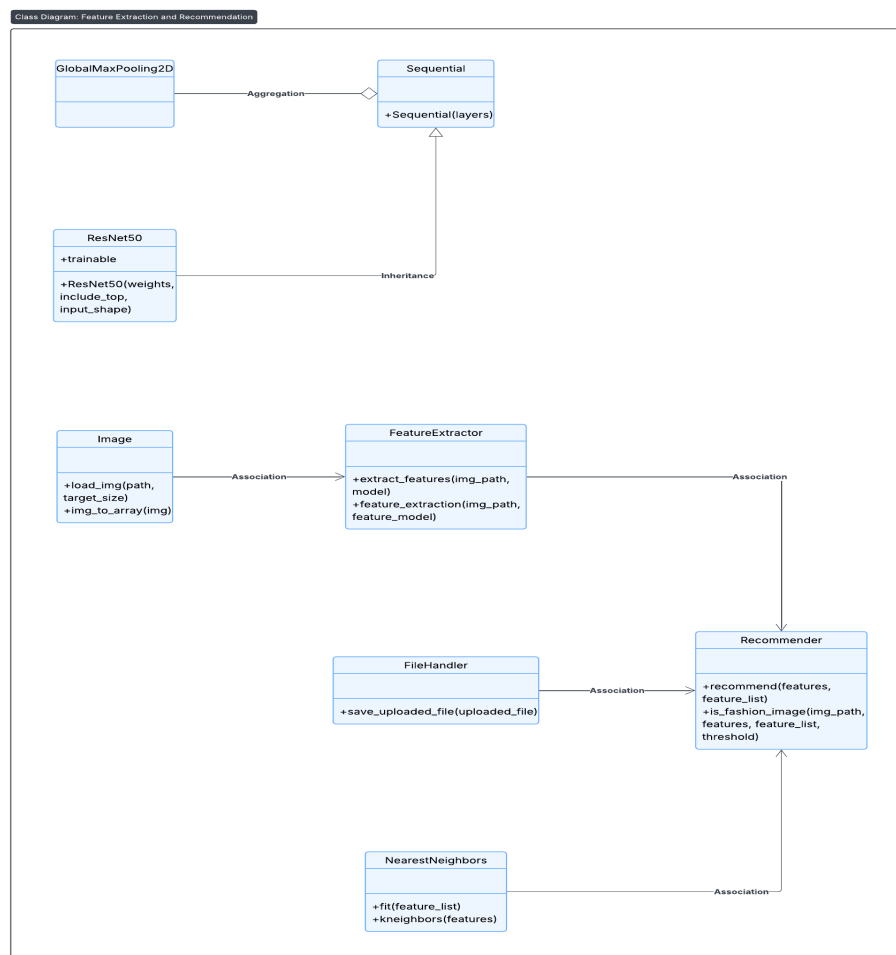 Class Diagram: Feature Extraction and Recommendation
GlobalMaxPooling2D
Aggregation
Sequential
+Sequential(layers)
ResNet50
+trainable
+ResNet50(weights,
include_top,
input_shape)
Inheritance
Image
+load_img(path,
target_size)
+img_to_array(img)
Association
FeatureExtractor
+extract_features(img_path,
model)
+feature_extraction(img_path,
feature_model)
Association
FileHandler
+save_uploaded_file(uploaded_file)
Association
Recommender
+recommend(features,
feature_list)
+is_fashion_image(img_path,
features, feature_list,
threshold)
NearestNeighbors
+fit(feature_list)
+kneighbors(features)
Association